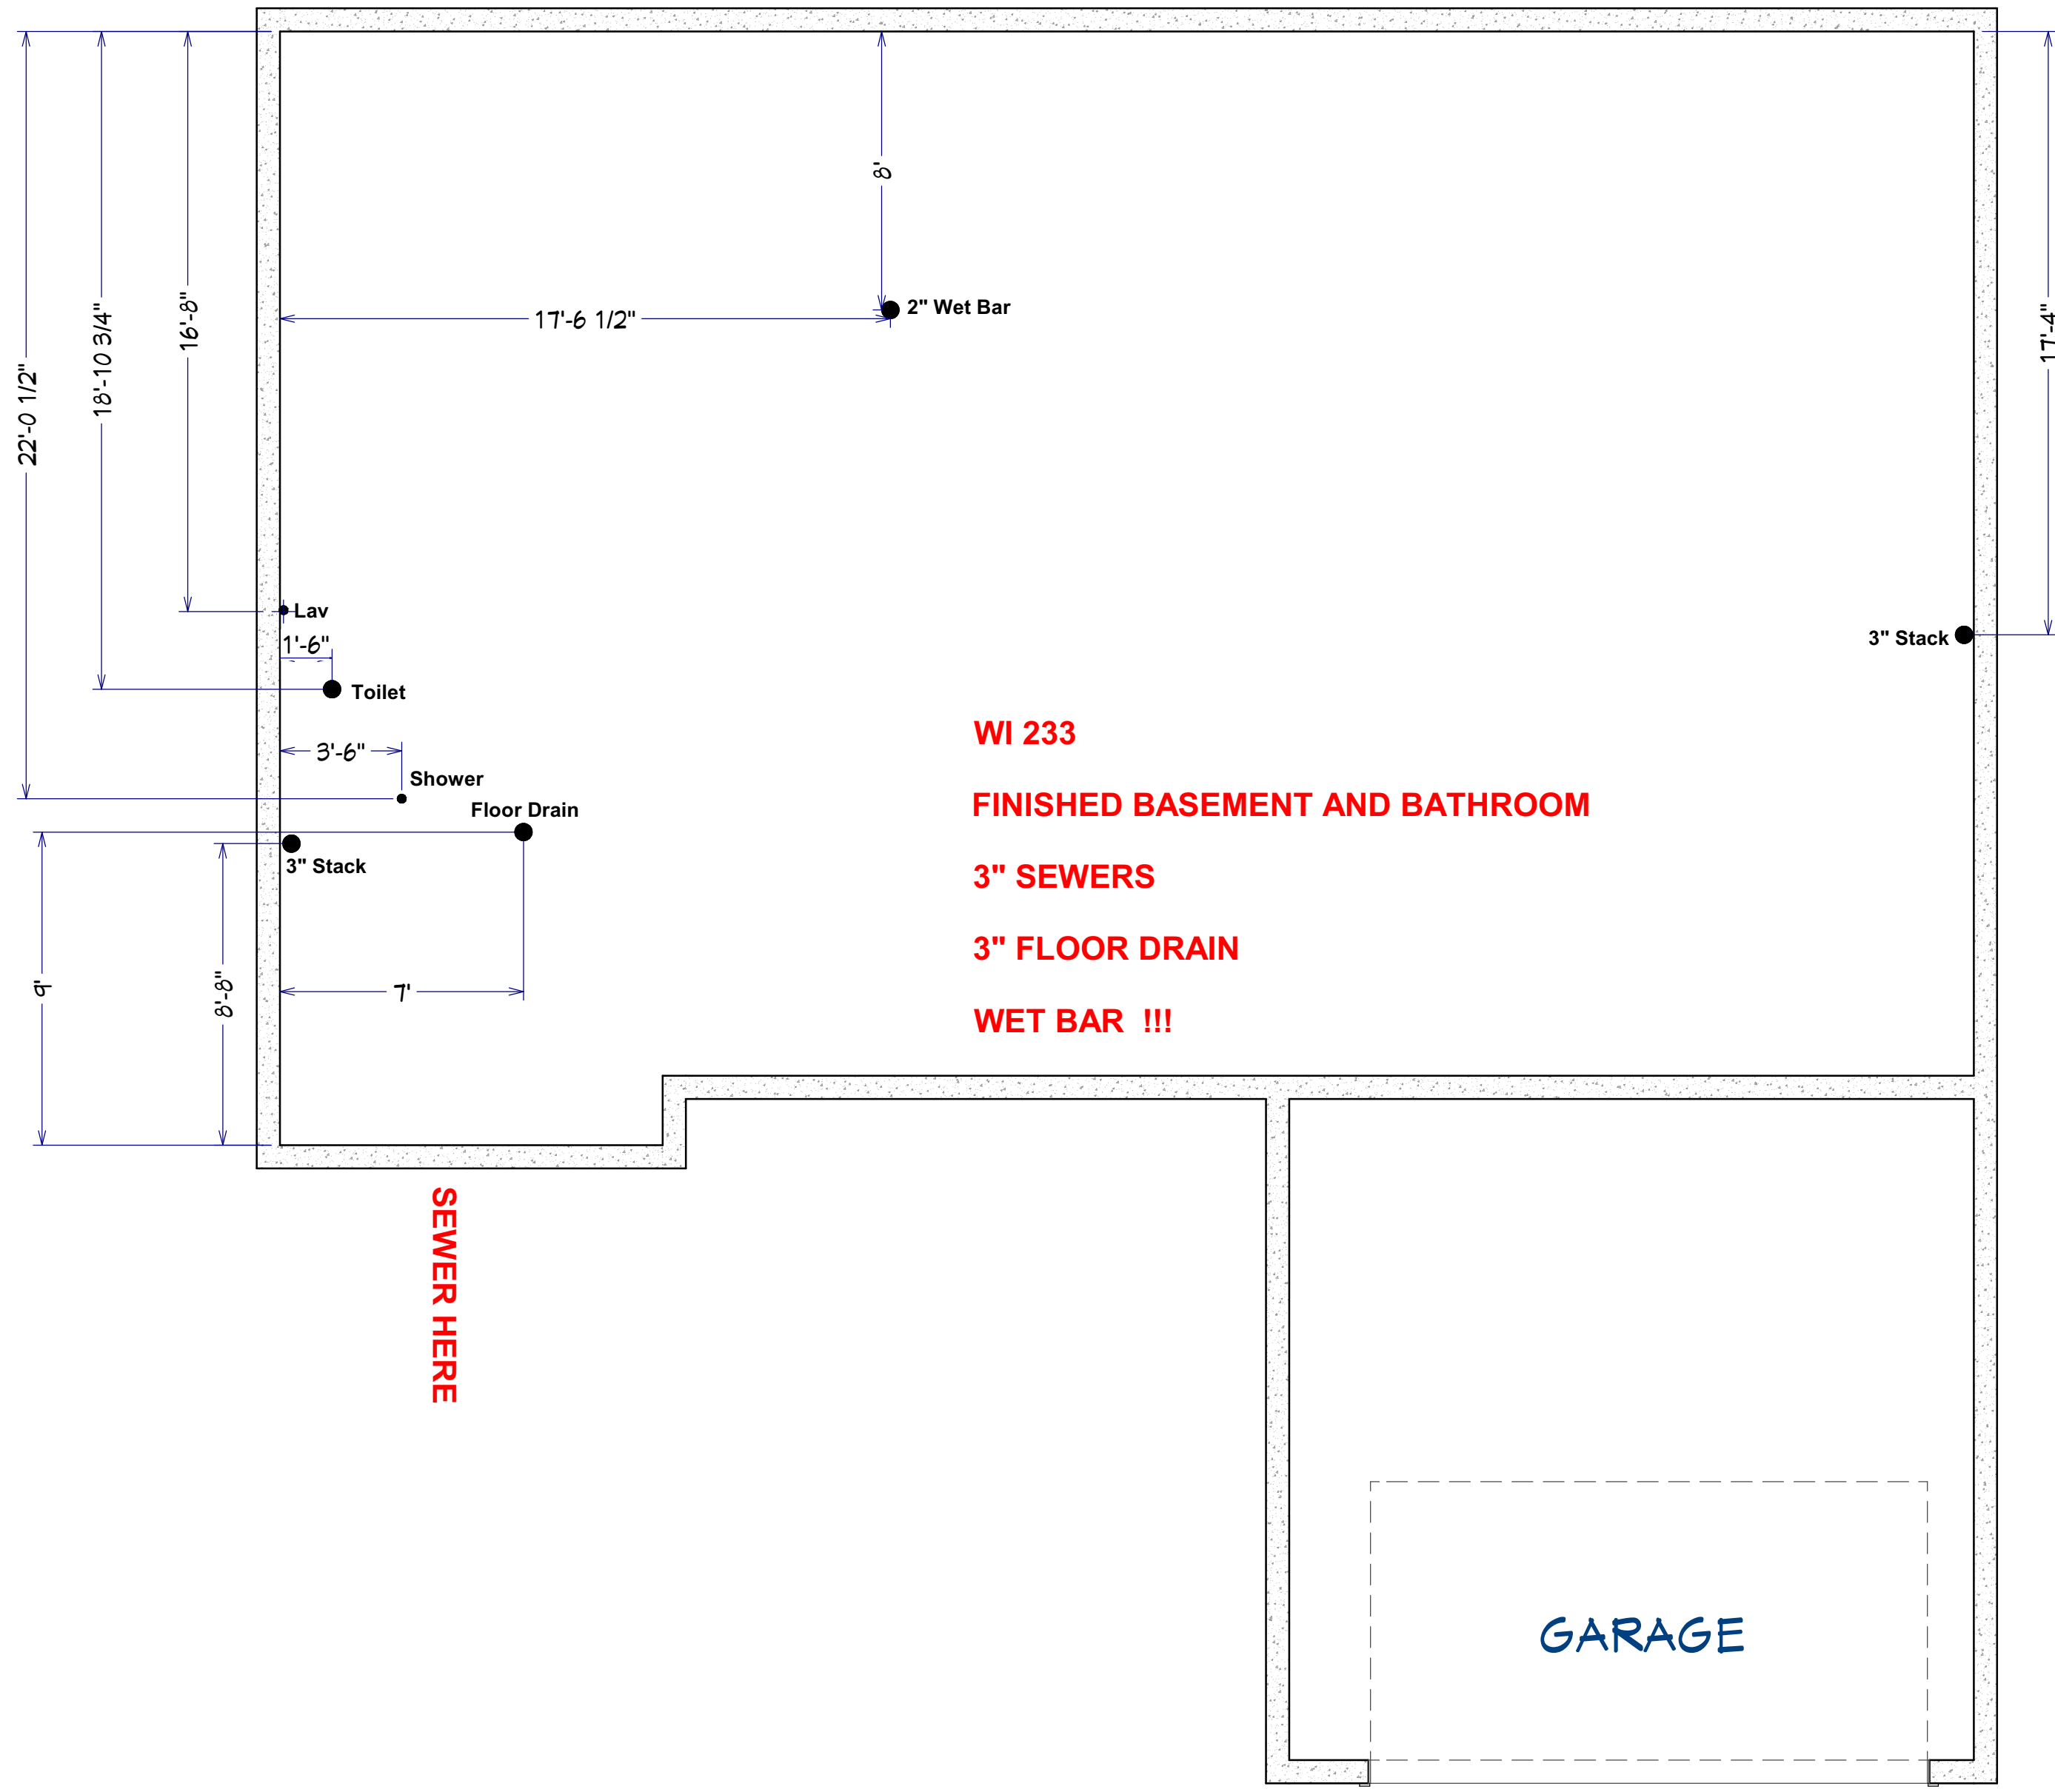 8'
17'-4"
16'-8"
18'-10 3/4"
22'-0 1/2"
17'-6 1/2"
2" Wet Bar
Lav
1'-6"
Toilet
3" Stack
3'-6"
Shower
Floor Drain
3" Stack
9'
8'-8"
7'
WI 233
FINISHED BASEMENT AND BATHROOM
3" SEWERS
3" FLOOR DRAIN
WET BAR !!!
SEWER HERE
GARAGE